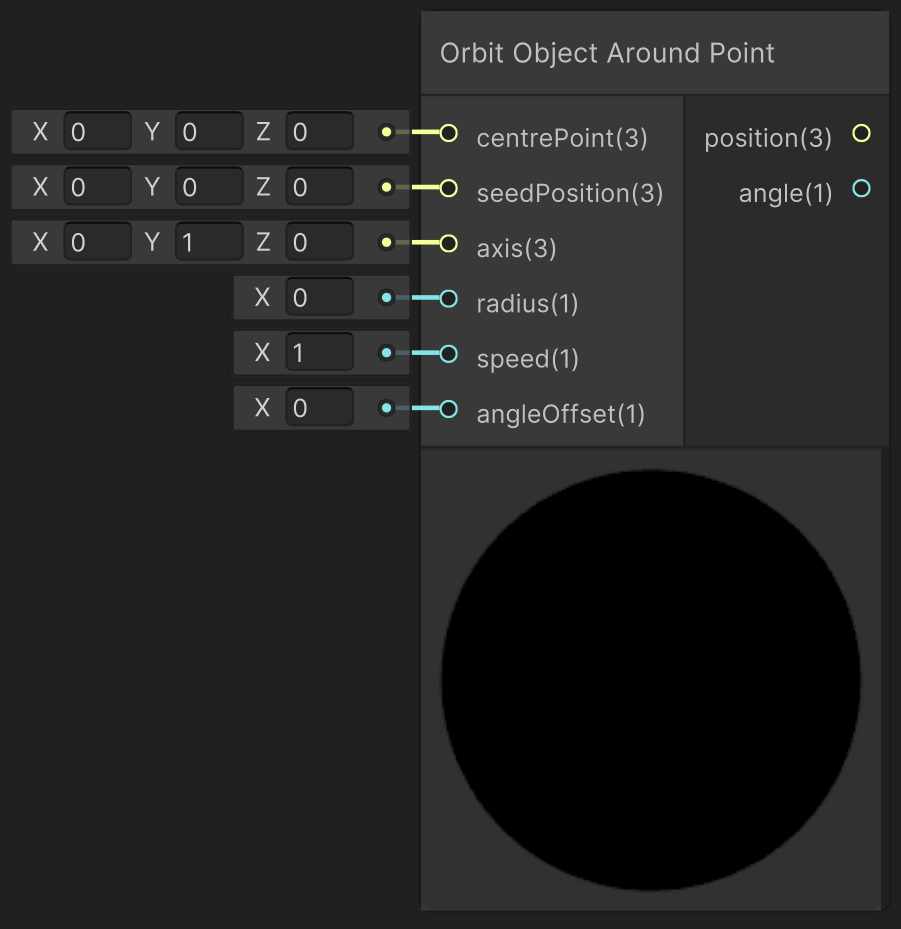 Orbit Object Around Point
X 0 Y 0 Z 0 centrePoint(3) position(3)
X 0 Y 0 Z 0 seedPosition(3) angle(1)
X 0 Y 1 Z 0 axis(3)
X 0 radius(1)
X 1 speed(1)
X 0 angleOffset(1)